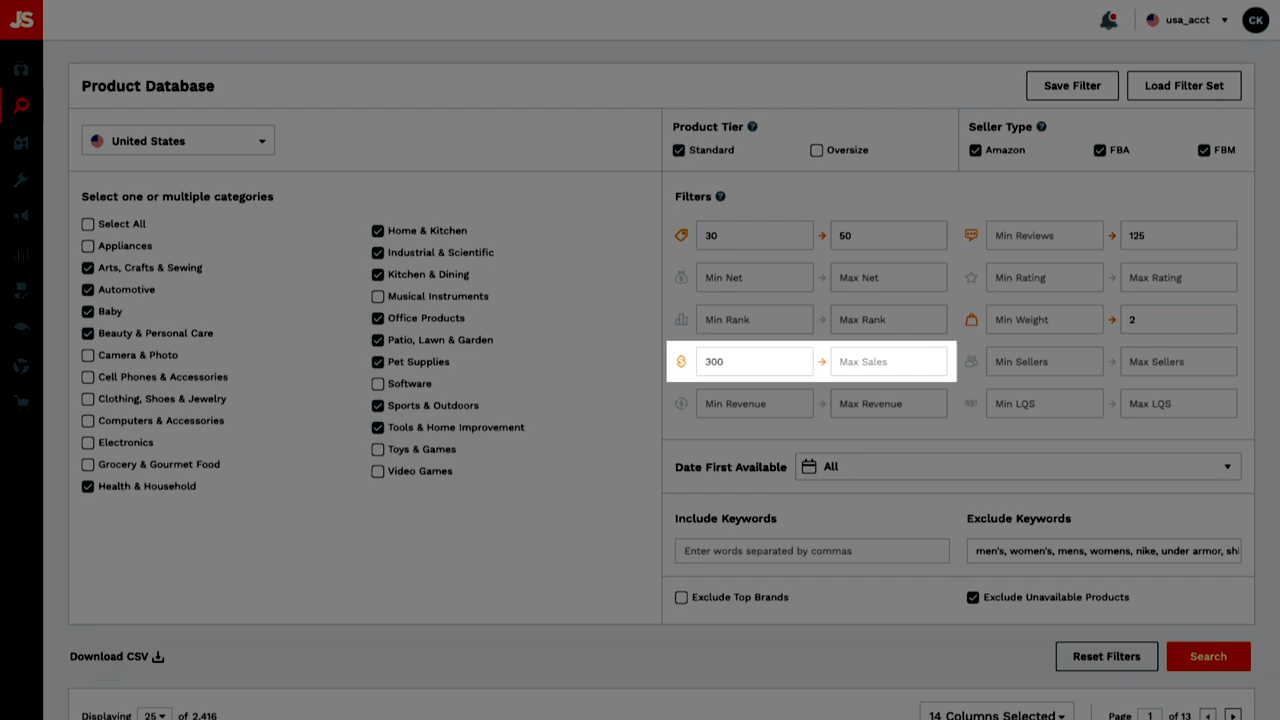 JS
usa_acct
CK
Product Database
Save Filter
Load Filter Set
United States
Product Tier
Standard
Oversize
Seller Type
Amazon
FBA
FBM
Select one or multiple categories
Select All
Appliances
Arts, Crafts & Sewing
Automotive
Baby
Beauty & Personal Care
Camera & Photo
Cell Phones & Accessories
Clothing, Shoes & Jewelry
Computers & Accessories
Electronics
Grocery & Gourmet Food
Health & Household
Home & Kitchen
Industrial & Scientific
Kitchen & Dining
Musical Instruments
Office Products
Patio, Lawn & Garden
Pet Supplies
Software
Sports & Outdoors
Tools & Home Improvement
Toys & Games
Video Games
Filters
30 50
Min Reviews 125
Min Net Max Net
Min Rating Max Rating
Min Rank Max Rank
Min Weight 2
300 Max Sales
Min Sellers Max Sellers
Min Revenue Max Revenue
Min LQS Max LQS
Date First Available
All
Include Keywords
Enter words separated by commas
Exclude Keywords
men's, women's, mens, womens, nike, under armor, shi
Exclude Top Brands
Exclude Unavailable Products
Download CSV
Reset Filters
Search
Displaying 25 of 2,416
14 Columns Selected
Page 1 of 13